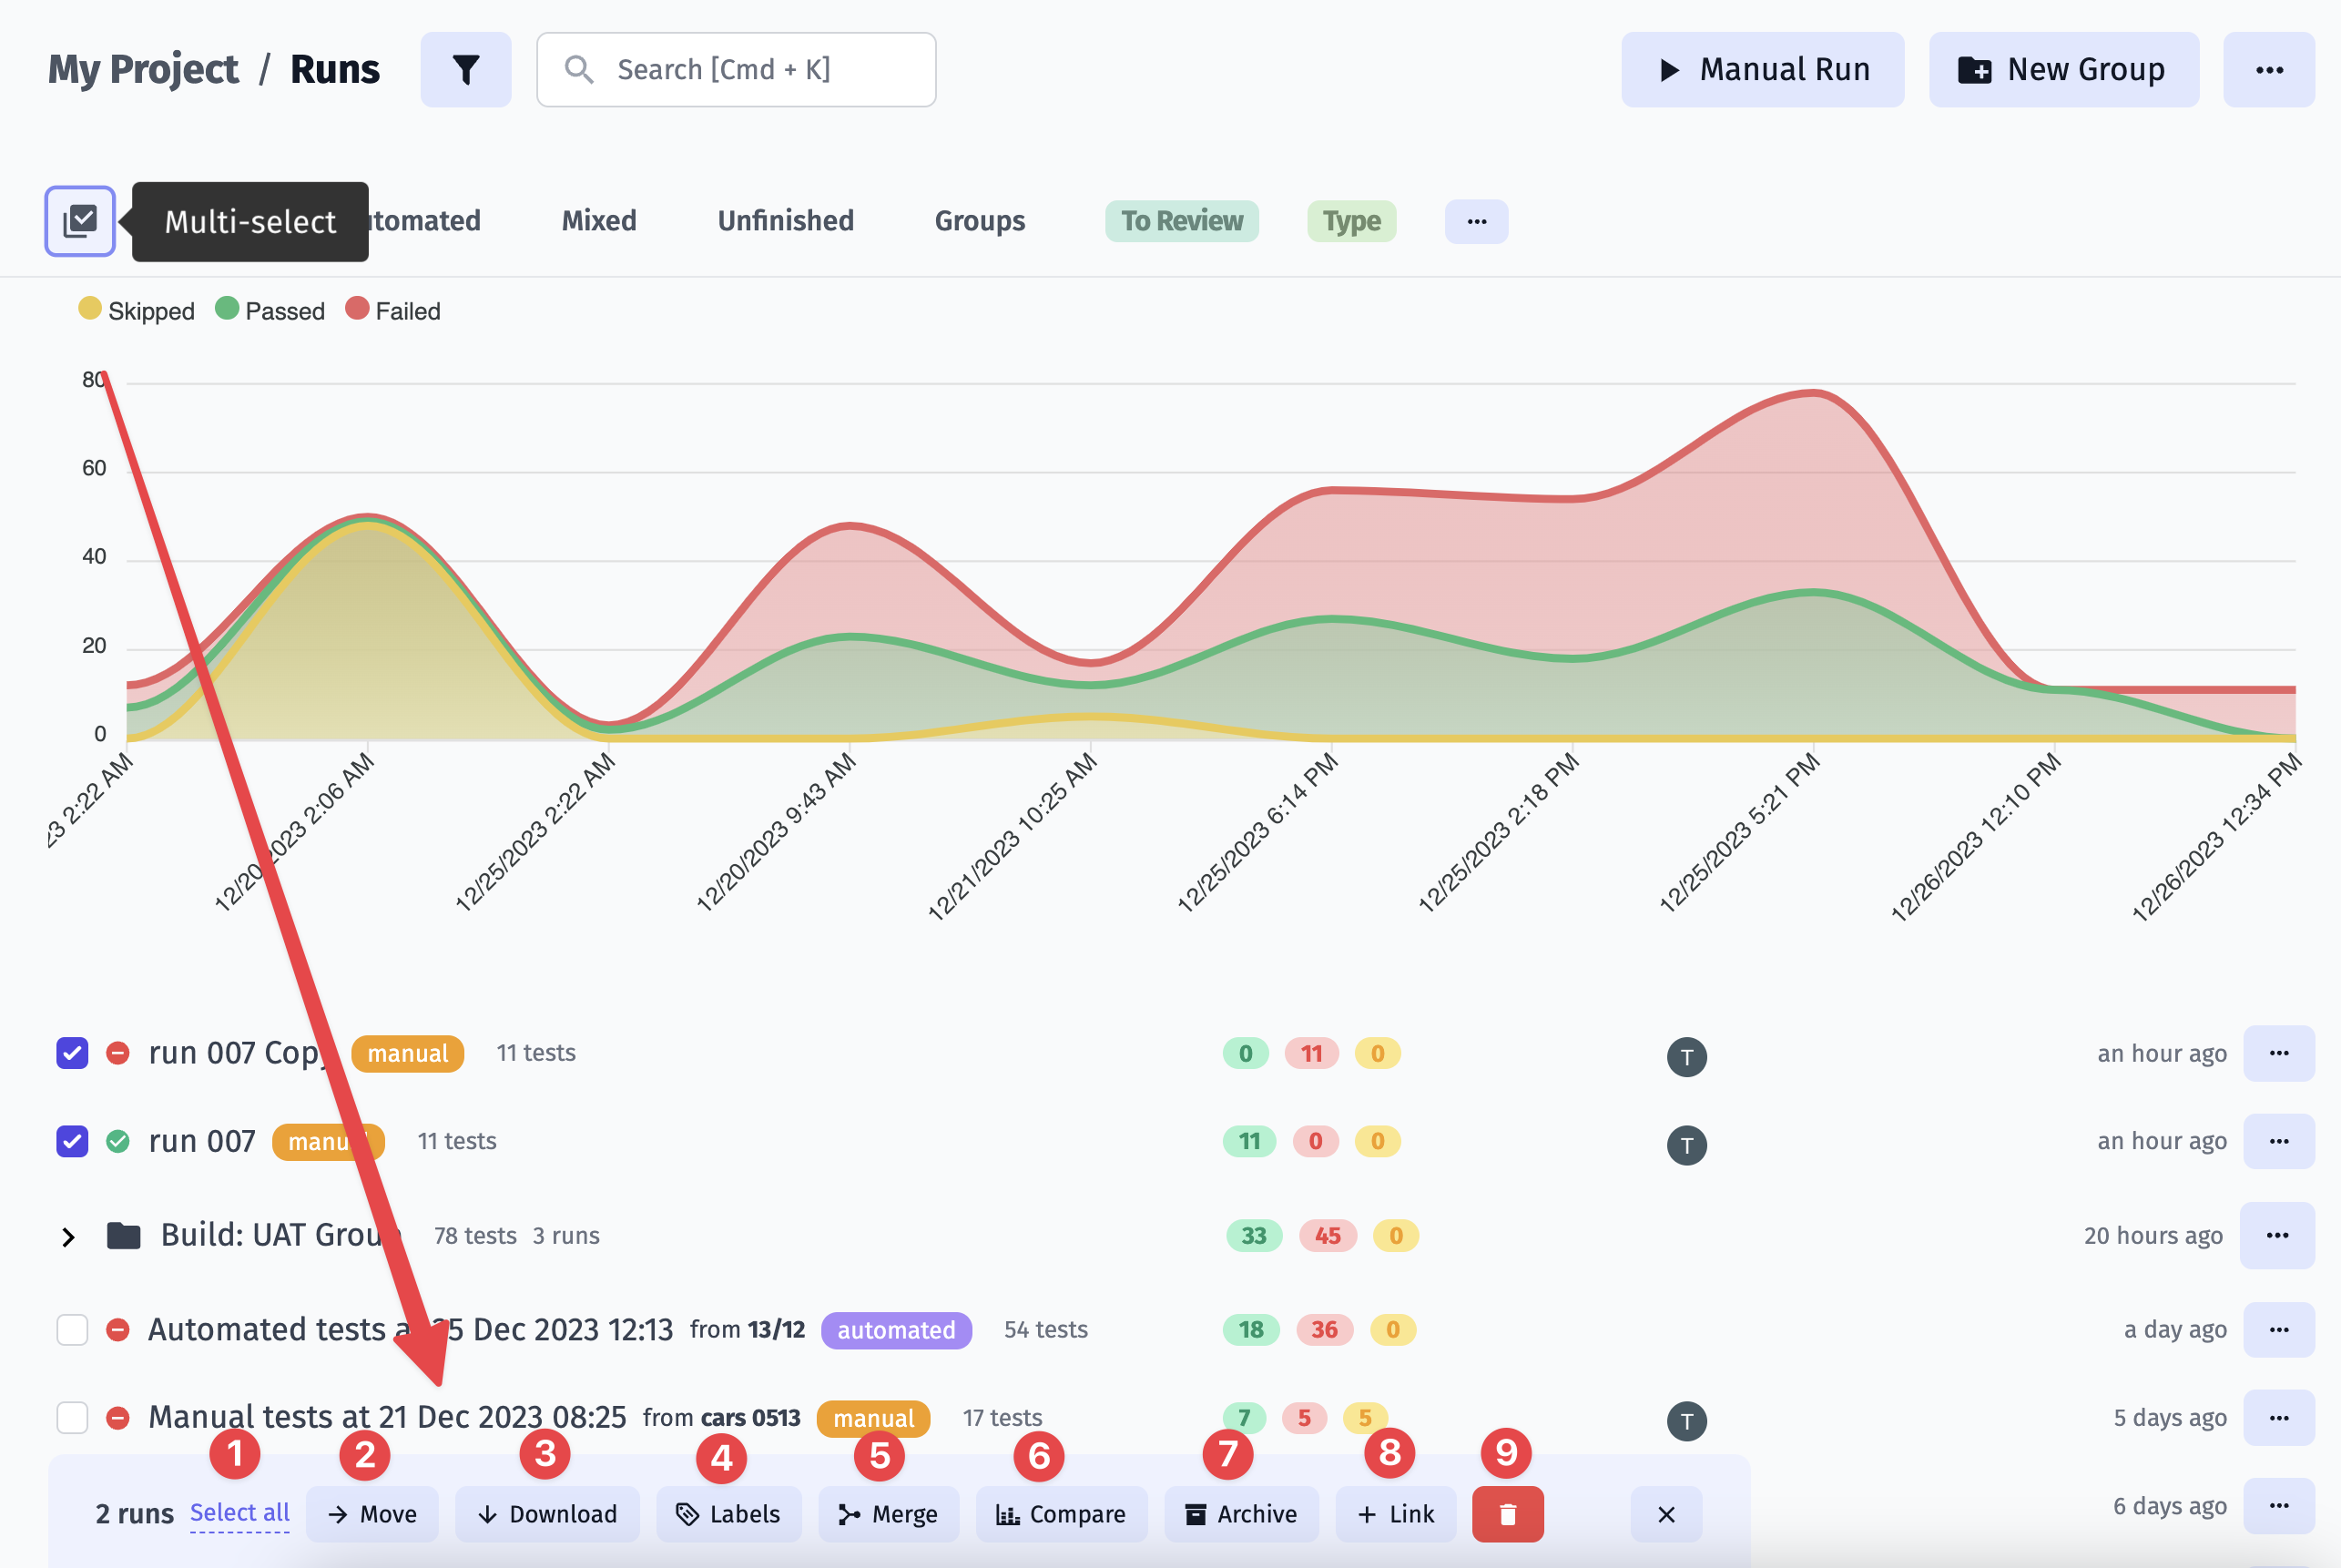 My Project / Runs
Search [Cmd + K]
Manual Run
New Group
Multi-select
tomated
Mixed
Unfinished
Groups
To Review
Type
Skipped
Passed
Failed
80
60
40
20
0
23 2:22 AM
12/20/2023 2:06 AM
12/25/2023 2:22 AM
12/20/2023 9:43 AM
12/21/2023 10:25 AM
12/25/2023 6:14 PM
12/25/2023 2:18 PM
12/25/2023 5:21 PM
12/26/2023 12:10 PM
12/26/2023 12:34 PM
run 007 Copy manual 11 tests 0 11 0 T an hour ago
run 007 manual 11 tests 11 0 0 T an hour ago
Build: UAT Group 78 tests 3 runs 33 45 0 20 hours ago
Automated tests at 25 Dec 2023 12:13 from 13/12 automated 54 tests 18 36 0 a day ago
Manual tests at 21 Dec 2023 08:25 from cars 0513 manual 17 tests 7 5 5 T 5 days ago
1 2 3 4 5 6 7 8 9
2 runs Select all Move Download Labels Merge Compare Archive + Link
6 days ago